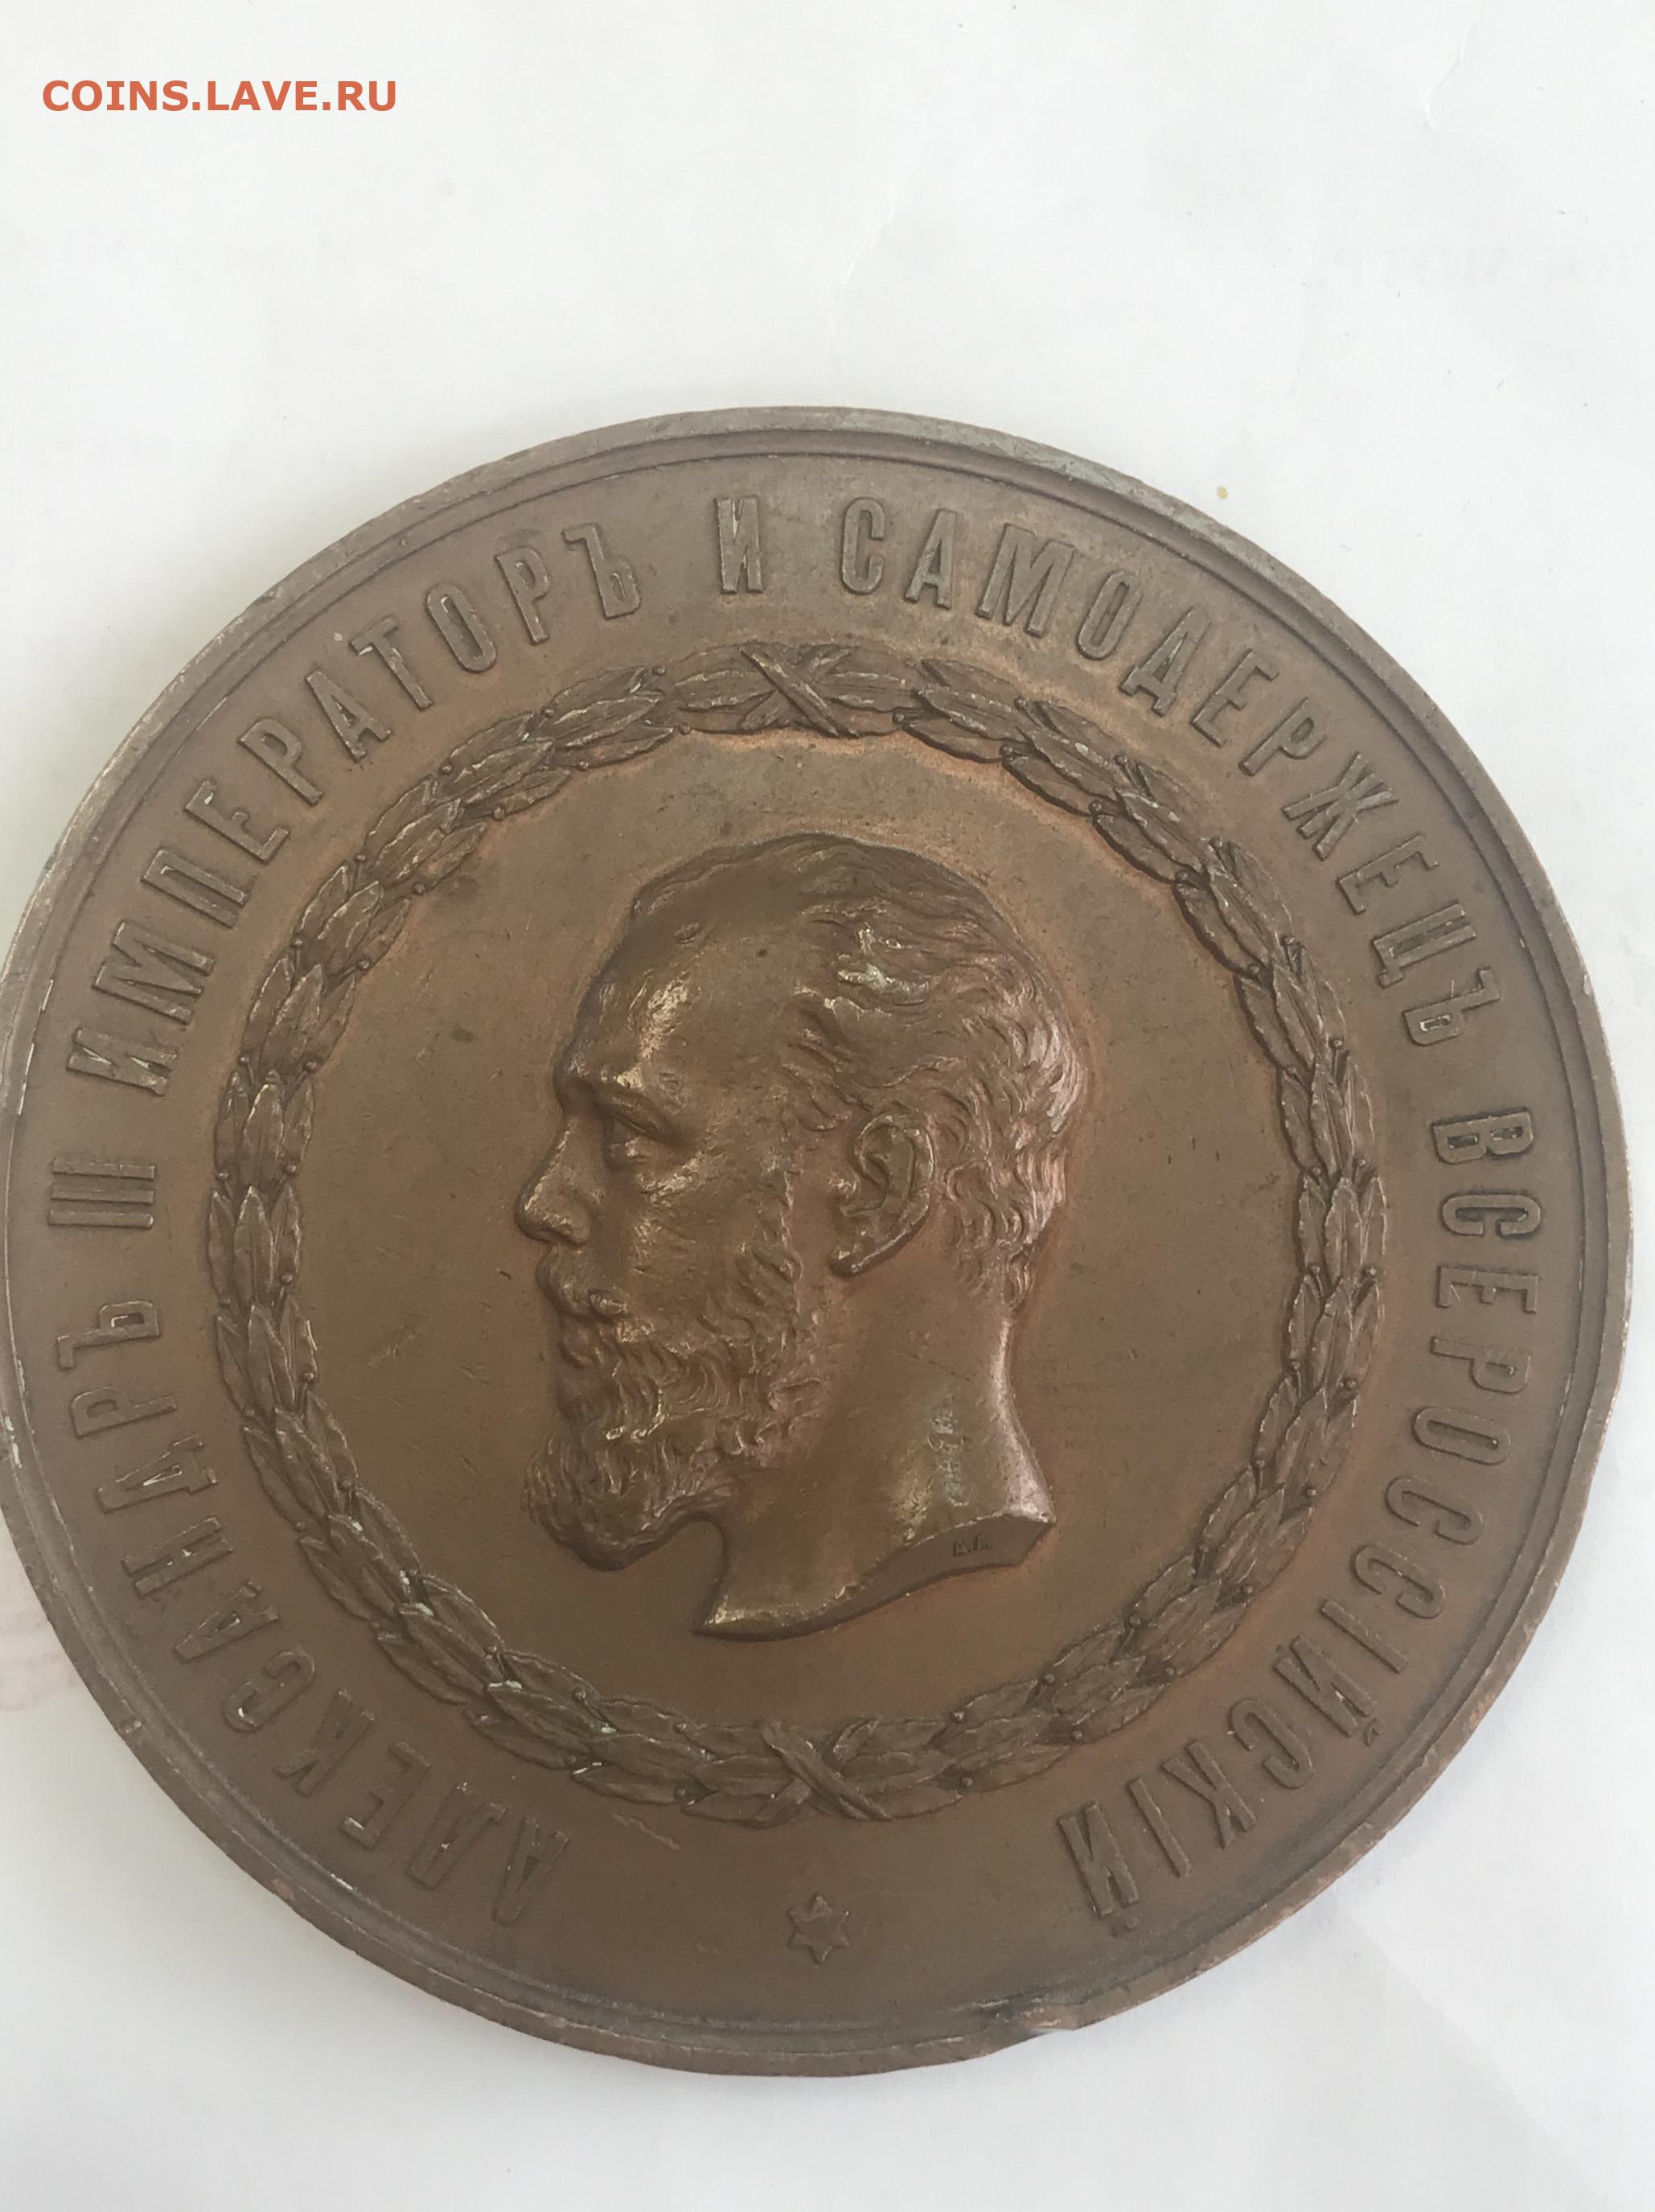 COINS.LAVE.RU
АЛЕКСАНДРЪ III ИМПЕРАТОРЪ И САМОДЕРЖЕЦЪ ВСЕРОССІЙСКІЙ